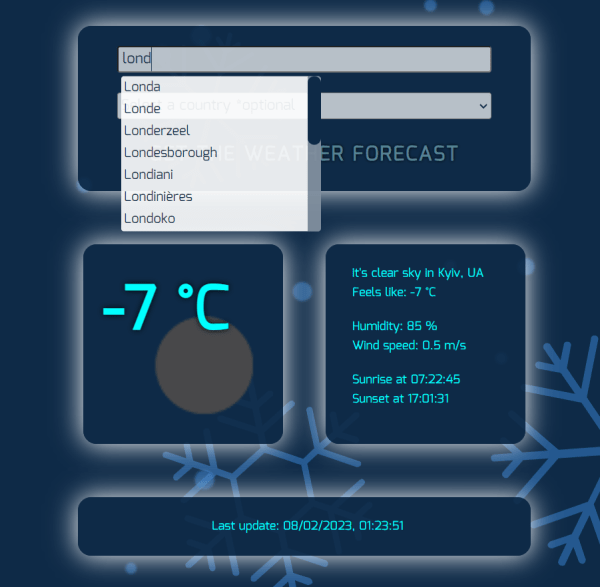 lond
Londa
a country *optional
Londe
Londerzeel
Londesborough
THE WEATHER FORECAST
Londiani
Londinières
Londoko
-7 °C
it's clear sky in Kyiv, UA
Feels like: -7 °C
Humidity: 85 %
Wind speed: 0.5 m/s
Sunrise at 07:22:45
Sunset at 17:01:31
Last update: 08/02/2023, 01:23:51